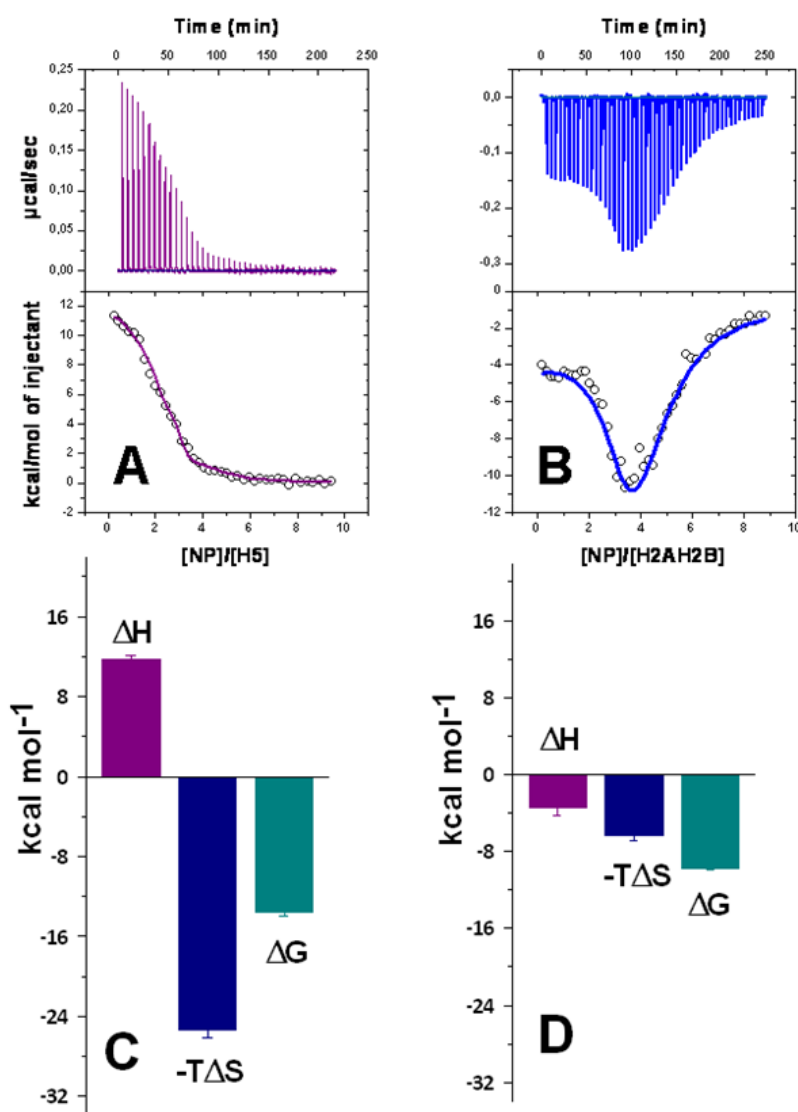 Time (min)
0 50 100 150 200 250
0,25
0,20
0,15
0,10
0,05
0,00
µcal/sec
12
10
8
6
4
2
0
-2
kcal/mol of injectant
A
0 2 4 6 8 10
[NP]/[H5]
Time (min)
0 50 100 150 200 250
0,0
-0,1
-0,2
-0,3
0
-2
-4
-6
-8
-10
-12
B
0 2 4 6 8 10
[NP]/[H2AH2B]
16
8
0
-8
-16
-24
-32
kcal mol-1
ΔH
-TΔS
ΔG
C
16
8
0
-8
-16
-24
-32
kcal mol-1
ΔH
-TΔS
ΔG
D